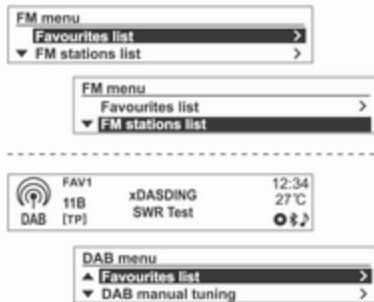 FM menu
Favourites list
FM stations list
FM menu
Favourites list
FM stations list
FAV1
xDASDING
12:34
11B
SWR Test
27°C
DAB
[TP]
DAB menu
Favourites list
DAB manual tuning